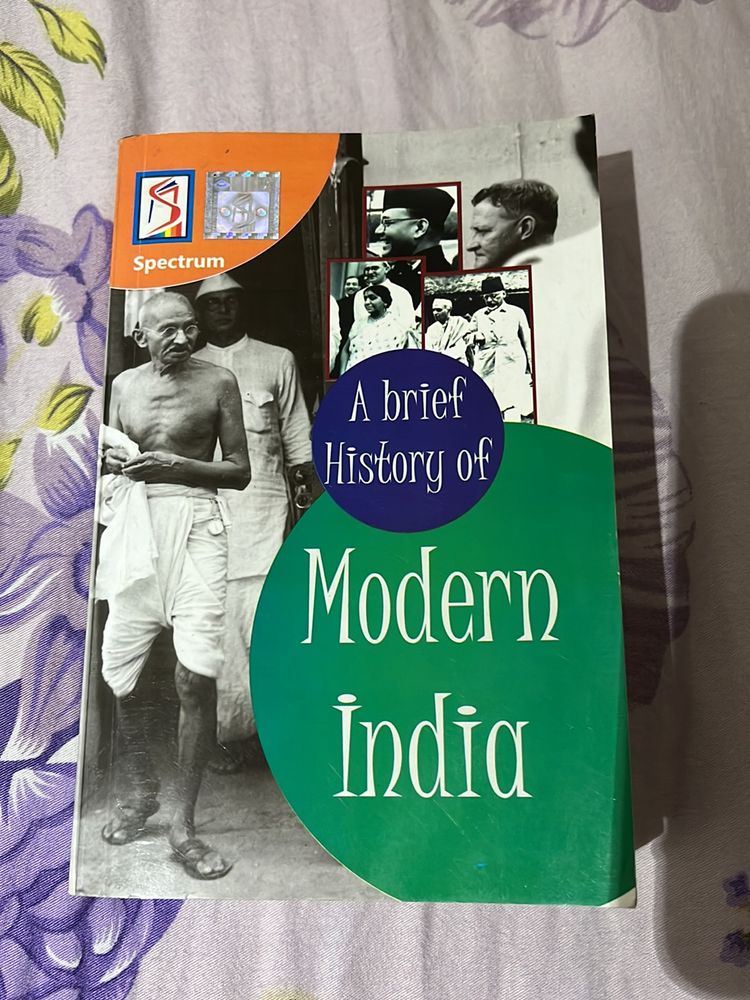 Spectrum
A brief
History of
Modern
India